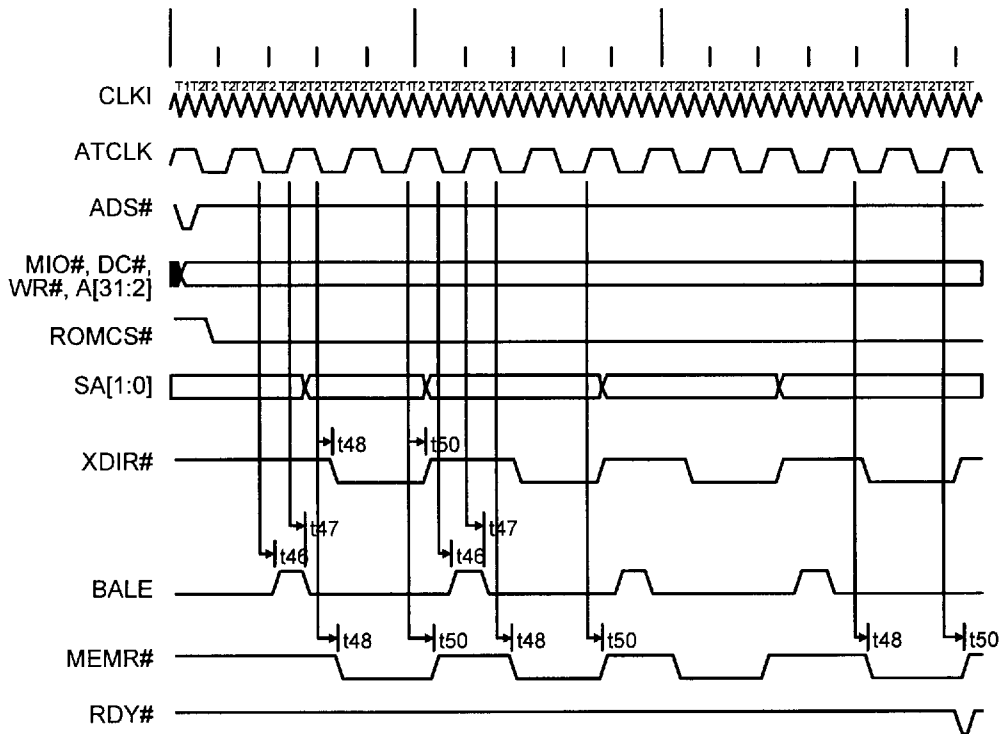 CLKI
ATCLK
ADS#
MIO#, DC#,
WR#, A[31:2]
ROMCS#
SA[1:0]
t48 t50
XDIR#
t47 t47
t46 t46
BALE
t48 t50 t48 t50 t48 t50
MEMR#
RDY#